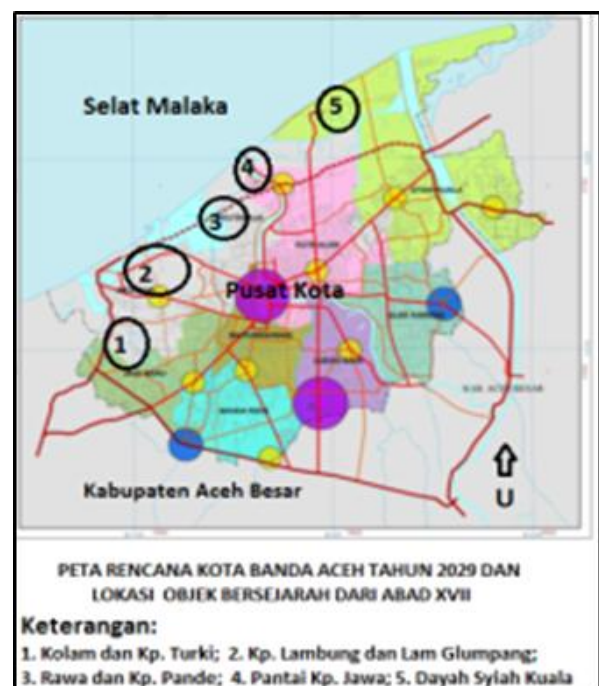 Selat Malaka
5
4
3
2
Pusat Kota
1
Kabupaten Aceh Besar
U
PETA RENCANA KOTA BANDA ACEH TAHUN 2029 DAN
LOKASI OBJEK BERSEJARAH DARI ABAD XVII
Keterangan:
1. Kolam dan Kp. Turki; 2. Kp. Lambung dan Lam Glumpang;
3. Rawa dan Kp. Pande; 4. Pantai Kp. Jawa; 5. Dayah Sylah Kuala